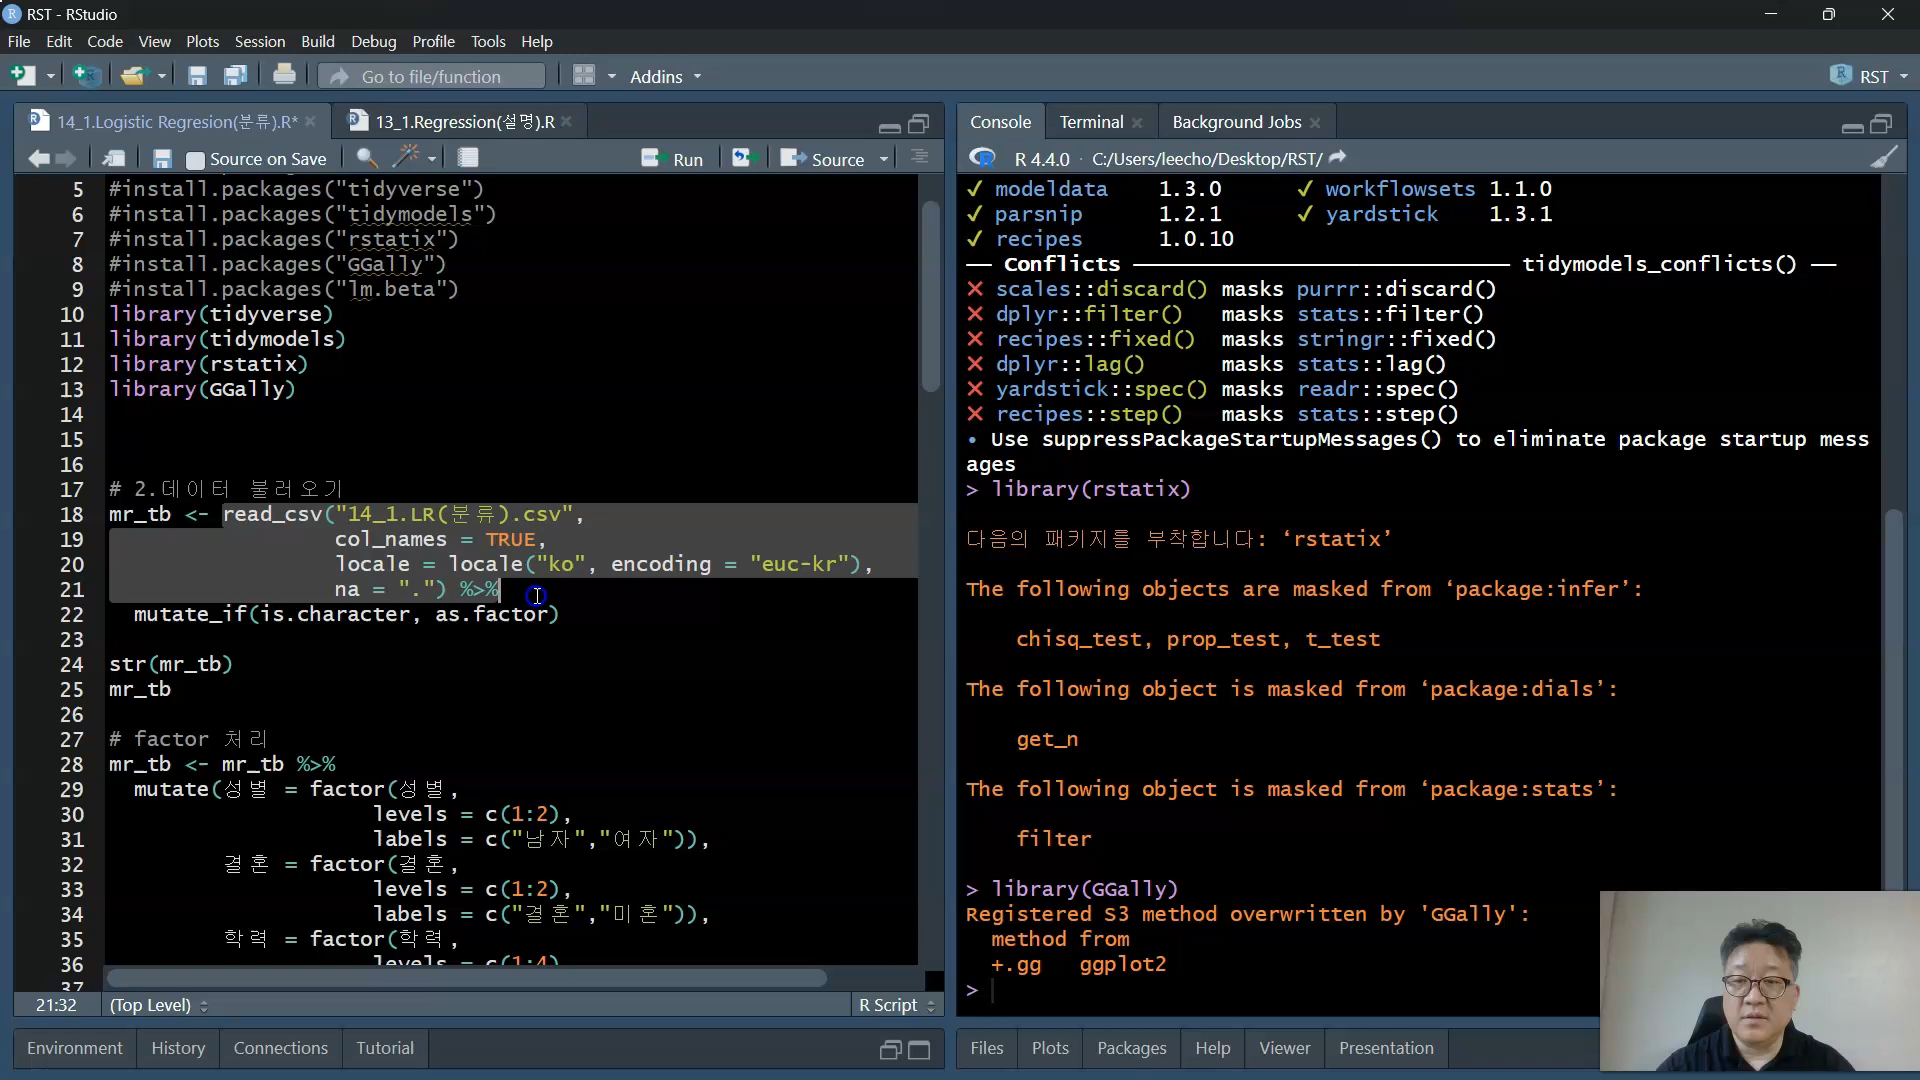 RST - RStudio
File Edit Code View Plots Session Build Debug Profile Tools Help
Go to file/function Addins RST
14_1.Logistic Regresion(분류).R* 13_1.Regression(설명).R
Source on Save Run Source
5 #install.packages("tidyverse")
6 #install.packages("tidymodels")
7 #install.packages("rstatix")
8 #install.packages("GGally")
9 #install.packages("lm.beta")
10 library(tidyverse)
11 library(tidymodels)
12 library(rstatix)
13 library(GGally)
14
15
16
17 # 2.데이터 불러오기
18 mr_tb <- read_csv("14_1.LR(분류).csv",
19 col_names = TRUE,
20 locale = locale("ko", encoding = "euc-kr"),
21 na = ".") %>%
22 mutate_if(is.character, as.factor)
23
24 str(mr_tb)
25 mr_tb
26
27 # factor 처리
28 mr_tb <- mr_tb %>%
29 mutate(성별 = factor(성별,
30 levels = c(1:2),
31 labels = c("남자","여자")),
32 결혼 = factor(결혼,
33 levels = c(1:2),
34 labels = c("결혼","미혼")),
35 학력 = factor(학력,
36 levels = c(1:4)
37
21:32 (Top Level) R Script
Environment History Connections Tutorial
Console Terminal Background Jobs
R 4.4.0 · C:/Users/leecho/Desktop/RST/
✓ modeldata 1.3.0 ✓ workflowsets 1.1.0
✓ parsnip 1.2.1 ✓ yardstick 1.3.1
✓ recipes 1.0.10
── Conflicts ────────── tidymodels_conflicts() ──
✕ scales::discard() masks purrr::discard()
✕ dplyr::filter() masks stats::filter()
✕ recipes::fixed() masks stringr::fixed()
✕ dplyr::lag() masks stats::lag()
✕ yardstick::spec() masks readr::spec()
✕ recipes::step() masks stats::step()
• Use suppressPackageStartupMessages() to eliminate package startup mess
ages
> library(rstatix)
다음의 패키지를 부착합니다: ‘rstatix’
The following objects are masked from ‘package:infer’:
chisq_test, prop_test, t_test
The following object is masked from ‘package:dials’:
get_n
The following object is masked from ‘package:stats’:
filter
> library(GGally)
Registered S3 method overwritten by 'GGally':
method from
+.gg ggplot2
>
Files Plots Packages Help Viewer Presentation